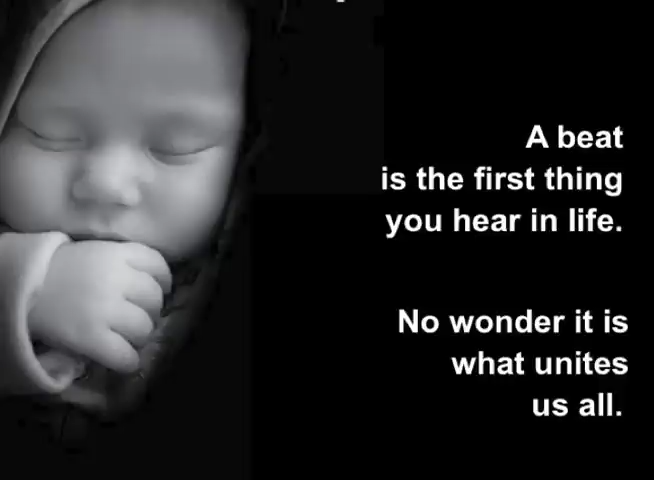 A beat
is the first thing
you hear in life.
No wonder it is
what unites
us all.